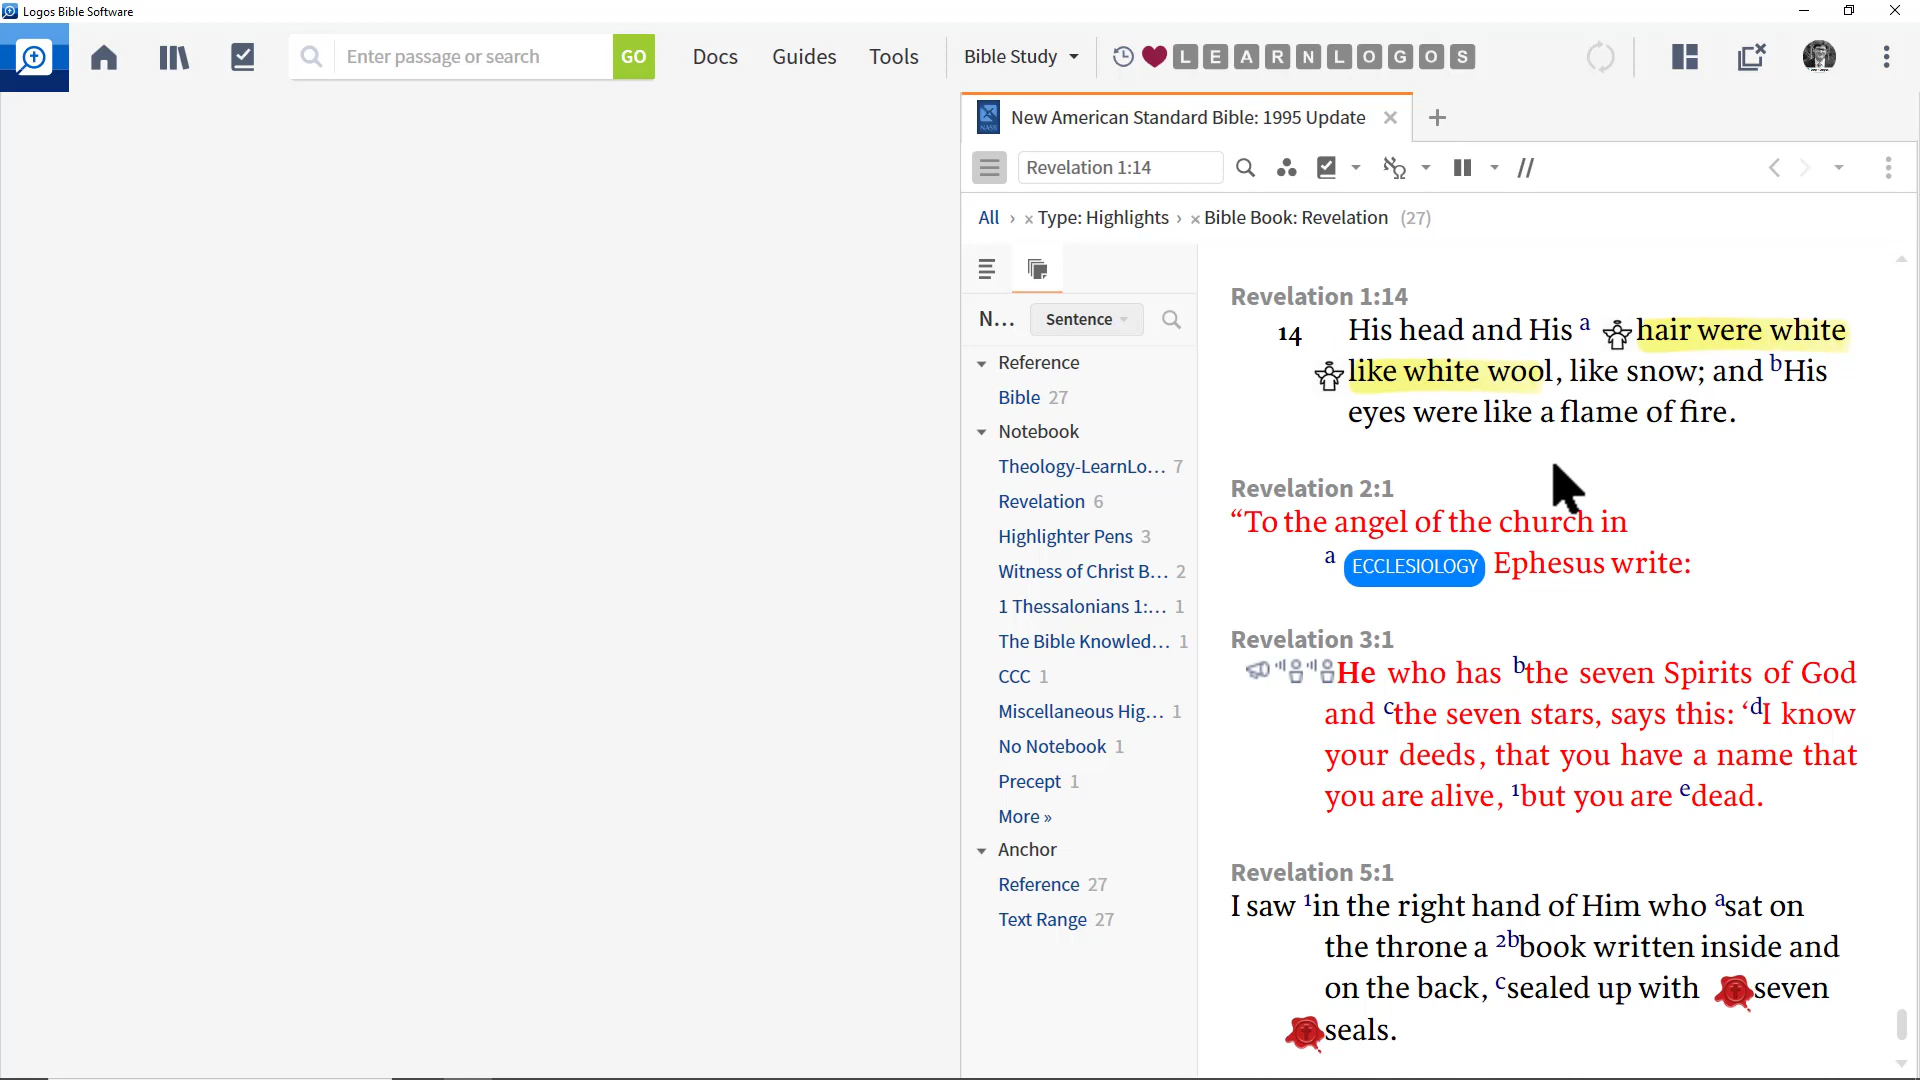 Logos Bible Software
Enter passage or search
GO
Docs
Guides
Tools
Bible Study
L E A R N L O G O S
New American Standard Bible: 1995 Update
Revelation 1:14
All › × Type: Highlights › × Bible Book: Revelation (27)
N...
Sentence
Reference
Bible 27
Notebook
Theology-LearnLo... 7
Revelation 6
Highlighter Pens 3
Witness of Christ B... 2
1 Thessalonians 1:... 1
The Bible Knowled... 1
CCC 1
Miscellaneous Hig... 1
No Notebook 1
Precept 1
More »
Anchor
Reference 27
Text Range 27
Revelation 1:14
14 His head and His a hair were white
like white wool, like snow; and bHis
eyes were like a flame of fire.
Revelation 2:1
“To the angel of the church in
a ECCLESIOLOGY Ephesus write:
Revelation 3:1
He who has bthe seven Spirits of God
and cthe seven stars, says this: ‘dI know
your deeds, that you have a name that
you are alive, 1but you are edead.
Revelation 5:1
I saw 1in the right hand of Him who asat on
the throne a 2bbook written inside and
on the back, csealed up with seven
seals.